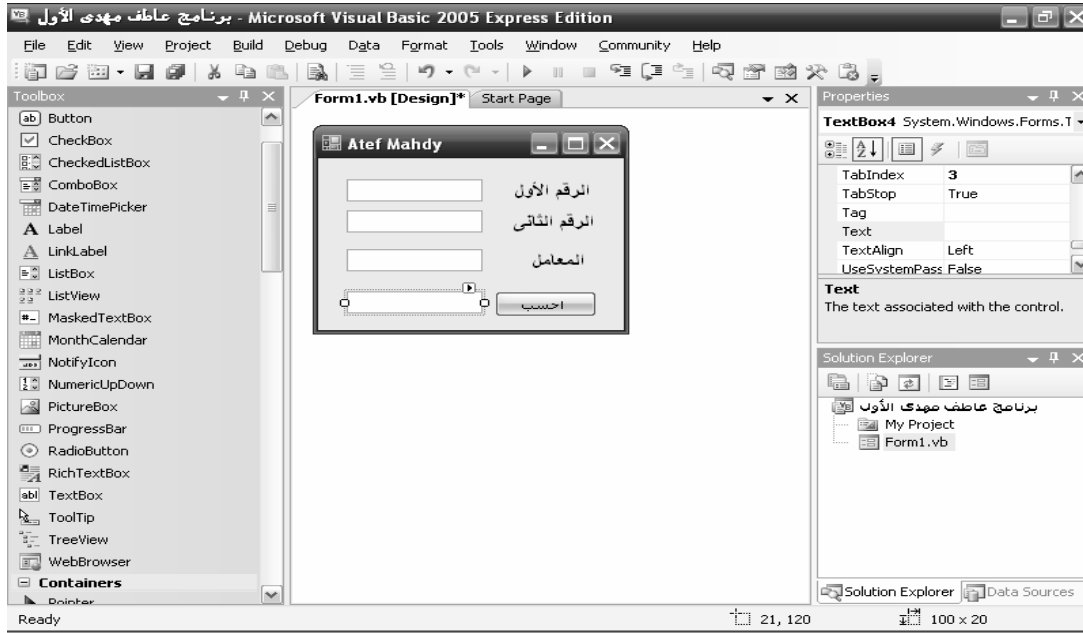 برنامج عاطف مهدى الأول - Microsoft Visual Basic 2005 Express Edition
File Edit View Project Build Debug Data Format Tools Window Community Help
Toolbox
Button
CheckBox
CheckedListBox
ComboBox
DateTimePicker
A Label
A LinkLabel
ListBox
ListView
MaskedTextBox
MonthCalendar
NotifyIcon
NumericUpDown
PictureBox
ProgressBar
RadioButton
RichTextBox
TextBox
ToolTip
TreeView
WebBrowser
Containers
Pointer
Form1.vb [Design]* Start Page
Atef Mahdy
الرقم الأول
الرقم الثانى
المعامل
احسب
Properties
TextBox4 System.Windows.Forms.T
TabIndex 3
TabStop True
Tag
Text
TextAlign Left
UseSystemPass False
Text
The text associated with the control.
Solution Explorer
برنامج عاطف مهدى الأول
My Project
Form1.vb
Solution Explorer Data Sources
Ready 21, 120 100 x 20